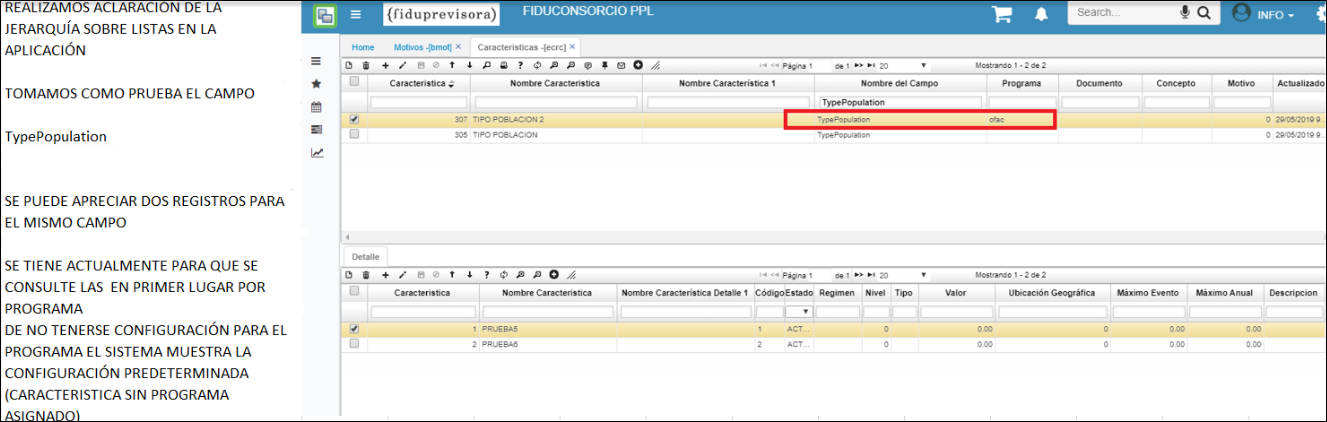 REALIZAMOS ACLARACIÓN DE LA
JERARQUÍA SOBRE LISTAS EN LA
APLICACIÓN
TOMAMOS COMO PRUEBA EL CAMPO
TypePopulation
SE PUEDE APRECIAR DOS REGISTROS PARA
EL MISMO CAMPO
SE TIENE ACTUALMENTE PARA QUE SE
CONSULTE LAS  EN PRIMER LUGAR POR
PROGRAMA
DE NO TENERSE CONFIGURACIÓN PARA EL
PROGRAMA EL SISTEMA MUESTRA LA
CONFIGURACIÓN PREDETERMINADA
(CARACTERISTICA SIN PROGRAMA
ASIGNADO)
{fiduprevisora} FIDUCONSORCIO PPL Search... INFO
Home Motivos -[bmot] × Caracteristicas -[ecrc] ×
Página 1 de 1 20 Mostrando 1 - 2 de 2
Caracteristica Nombre Caracteristica Nombre Característica 1 Nombre del Campo Programa Documento Concepto Motivo Actualizado
TypePopulation
307 TIPO POBLACION 2 TypePopulation ofac 0 29/05/2019 9...
305 TIPO POBLACION TypePopulation 0 29/05/2019 9...
Detalle
Página 1 de 1 20 Mostrando 1 - 2 de 2
Caracteristica Nombre Caracteristica Nombre Característica Detalle 1 Código Estado Regimen Nivel Tipo Valor Ubicación Geográfica Máximo Evento Máximo Anual Descripcion
1 PRUEBA5 1 ACT... 0 0.00 0 0.00 0.00
2 PRUEBA6 2 ACT... 0 0.00 0 0.00 0.00